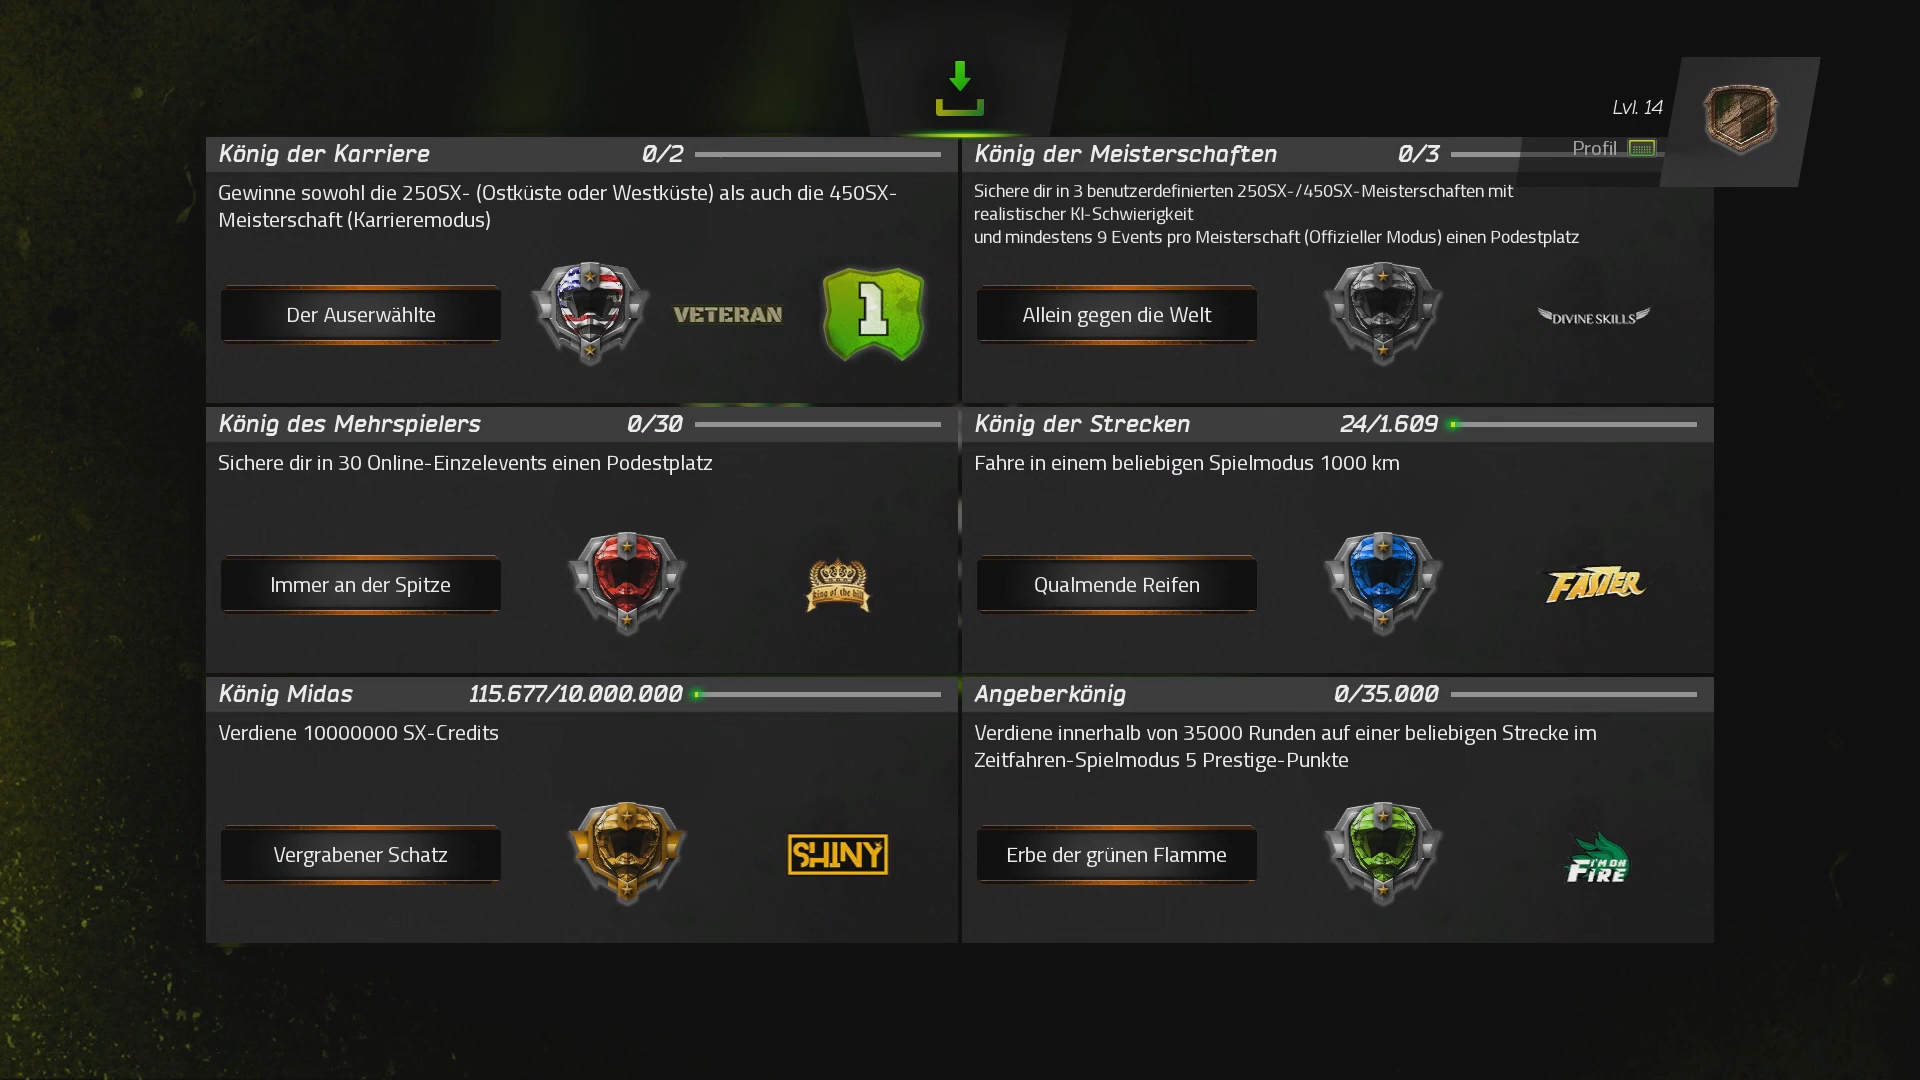 Lvl. 14
Profil
König der Karriere 0/2
Gewinne sowohl die 250SX- (Ostküste oder Westküste) als auch die 450SX-
Meisterschaft (Karrieremodus)
Der Auserwählte
VETERAN
1
König der Meisterschaften 0/3
Sichere dir in 3 benutzerdefinierten 250SX-/450SX-Meisterschaften mit
realistischer KI-Schwierigkeit
und mindestens 9 Events pro Meisterschaft (Offizieller Modus) einen Podestplatz
Allein gegen die Welt
DIVINE SKILLS
König des Mehrspielers 0/30
Sichere dir in 30 Online-Einzelevents einen Podestplatz
Immer an der Spitze
King of the hill
König der Strecken 24/1.609
Fahre in einem beliebigen Spielmodus 1000 km
Qualmende Reifen
FASTER
König Midas 115.677/10.000.000
Verdiene 10000000 SX-Credits
Vergrabener Schatz
SHINY
Angeberkönig 0/35.000
Verdiene innerhalb von 35000 Runden auf einer beliebigen Strecke im
Zeitfahren-Spielmodus 5 Prestige-Punkte
Erbe der grünen Flamme
I'M ON
FIRE